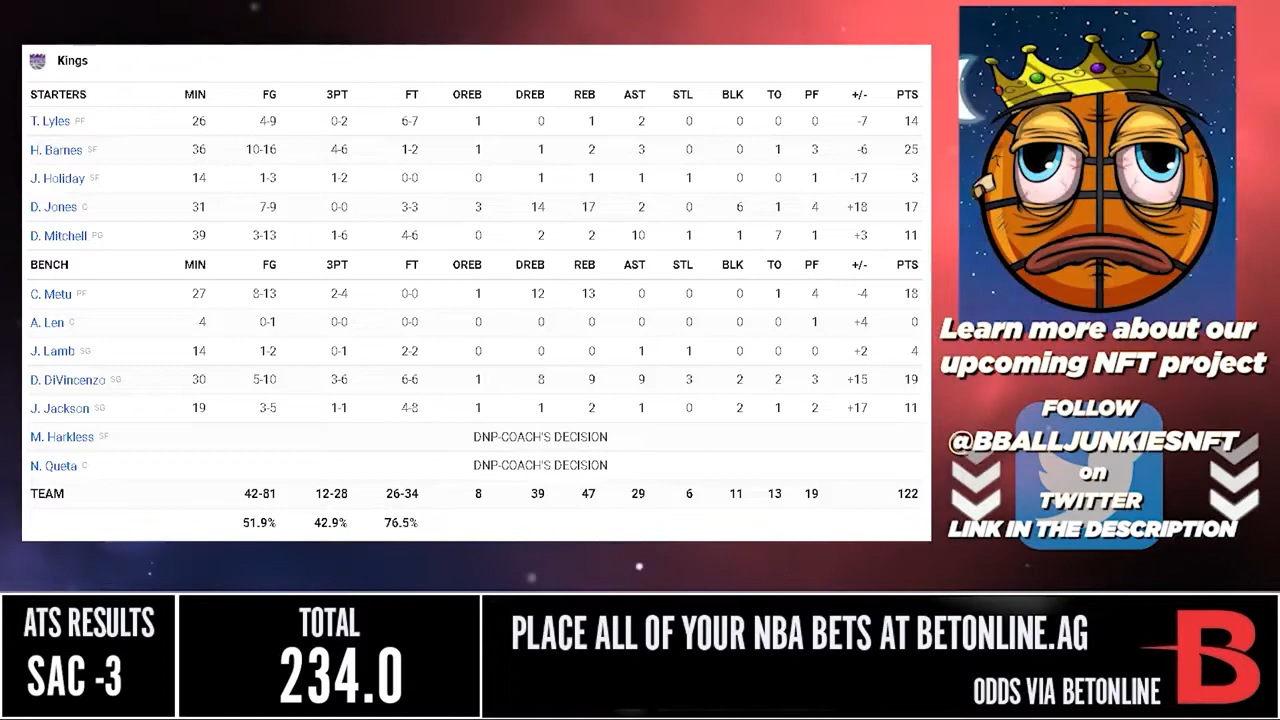 Kings
STARTERS MIN FG 3PT FT OREB DREB REB AST STL BLK TO PF +/- PTS
T. Lyles PF 26 4-9 0-2 6-7 1 0 1 2 0 0 0 0 -7 14
H. Barnes SF 36 10-16 4-6 1-2 1 1 2 3 0 0 1 3 -6 25
J. Holiday SF 14 1-3 1-2 0-0 0 1 1 1 1 0 0 1 -17 3
D. Jones C 31 7-9 0-0 3-3 3 14 17 2 0 6 1 4 +18 17
D. Mitchell PG 39 3-13 1-6 4-6 0 2 2 10 1 1 7 1 +3 11
BENCH MIN FG 3PT FT OREB DREB REB AST STL BLK TO PF +/- PTS
C. Metu PF 27 8-13 2-4 0-0 1 12 13 0 0 0 1 4 -4 18
A. Len C 4 0-1 0-0 0-0 0 0 0 0 0 0 0 1 +4 0
J. Lamb SG 14 1-2 0-1 2-2 0 0 0 1 1 0 0 0 +2 4
D. DiVincenzo SG 30 5-10 3-6 6-6 1 8 9 9 3 2 2 3 +15 19
J. Jackson SG 19 3-5 1-1 4-8 1 1 2 1 0 2 1 2 +17 11
M. Harkless SF DNP-COACH'S DECISION
N. Queta C DNP-COACH'S DECISION
TEAM 42-81 12-28 26-34 8 39 47 29 6 11 13 19 122
51.9% 42.9% 76.5%
Learn more about our
upcoming NFT project
FOLLOW
@BBALLJUNKIESNFT
on
TWITTER
LINK IN THE DESCRIPTION
ATS RESULTS
SAC -3
TOTAL
234.0
PLACE ALL OF YOUR NBA BETS AT BETONLINE.AG
ODDS VIA BETONLINE
B